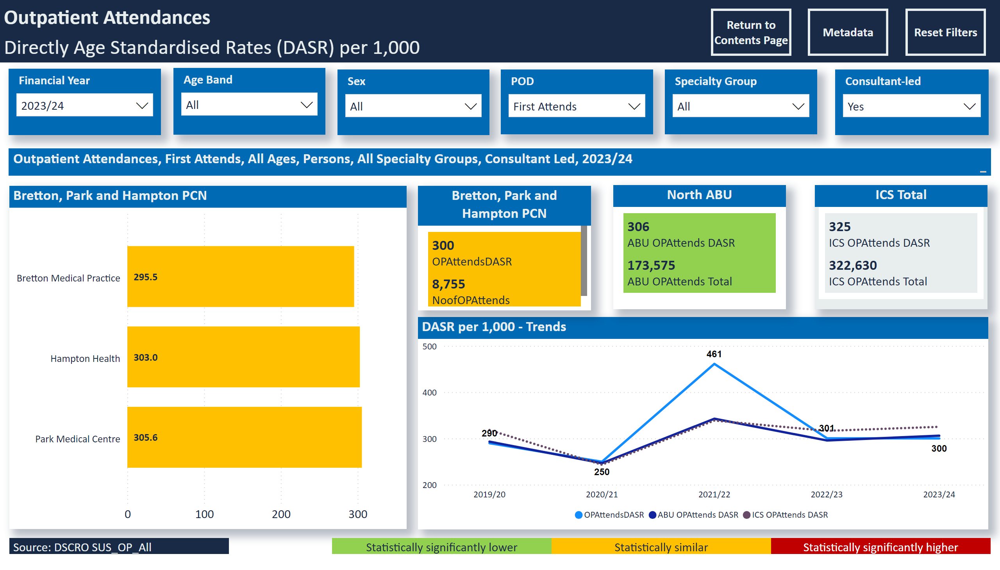 Outpatient Attendances
Directly Age Standardised Rates (DASR) per 1,000
Return to
Contents Page
Metadata
Reset Filters
Financial Year
2023/24
Age Band
All
Sex
All
POD
First Attends
Specialty Group
All
Consultant-led
Yes
Outpatient Attendances, First Attends, All Ages, Persons, All Specialty Groups, Consultant Led, 2023/24
Bretton, Park and Hampton PCN
Bretton Medical Practice
295.5
Hampton Health
303.0
Park Medical Centre
305.6
0
100
200
300
Bretton, Park and
Hampton PCN
300
OPAttendsDASR
8,755
NoofOPAttends
North ABU
306
ABU OPAttends DASR
173,575
ABU OPAttends Total
ICS Total
325
ICS OPAttends DASR
322,630
ICS OPAttends Total
DASR per 1,000 - Trends
500
400
300
200
290
250
461
301
300
2019/20
2020/21
2021/22
2022/23
2023/24
OPAttendsDASR
ABU OPAttends DASR
ICS OPAttends DASR
Source: DSCRO SUS_OP_All
Statistically significantly lower
Statistically similar
Statistically significantly higher